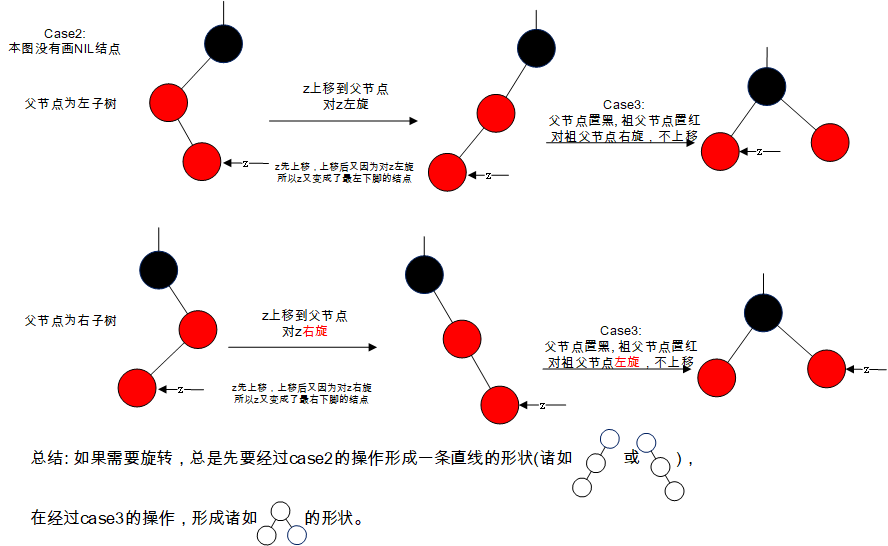 Case2:
本图没有画NIL结点
父节点为左子树
z上移到父节点
对z左旋
z
z先上移，上移后又因为对z左旋
所以z又变成了最左下脚的结点
z
Case3:
父节点置黑, 祖父节点置红
对祖父节点右旋，不上移
z
父节点为右子树
z上移到父节点
对z右旋
z
z先上移，上移后又因为对z右旋
所以z又变成了最右下脚的结点
z
Case3:
父节点置黑, 祖父节点置红
对祖父节点左旋，不上移
z
总结: 如果需要旋转，总是先要经过case2的操作形成一条直线的形状(诸如 或 )，
在经过case3的操作，形成诸如 的形状。